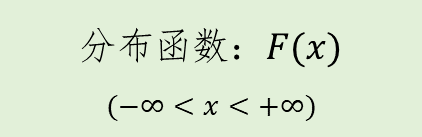 分布函数：F(x)
(−∞ < x < +∞)